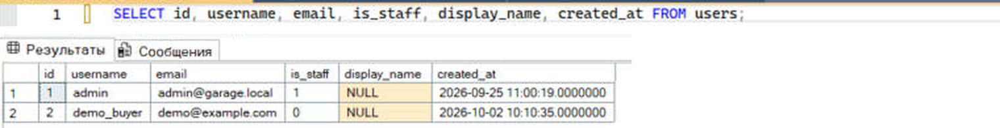 1 SELECT id, username, email, is_staff, display_name, created_at FROM users;
Результаты Сообщения
id username email is_staff display_name created_at
1 1 admin admin@garage.local 1 NULL 2026-09-25 11:00:19.0000000
2 2 demo_buyer demo@example.com 0 NULL 2026-10-02 10:10:35.0000000